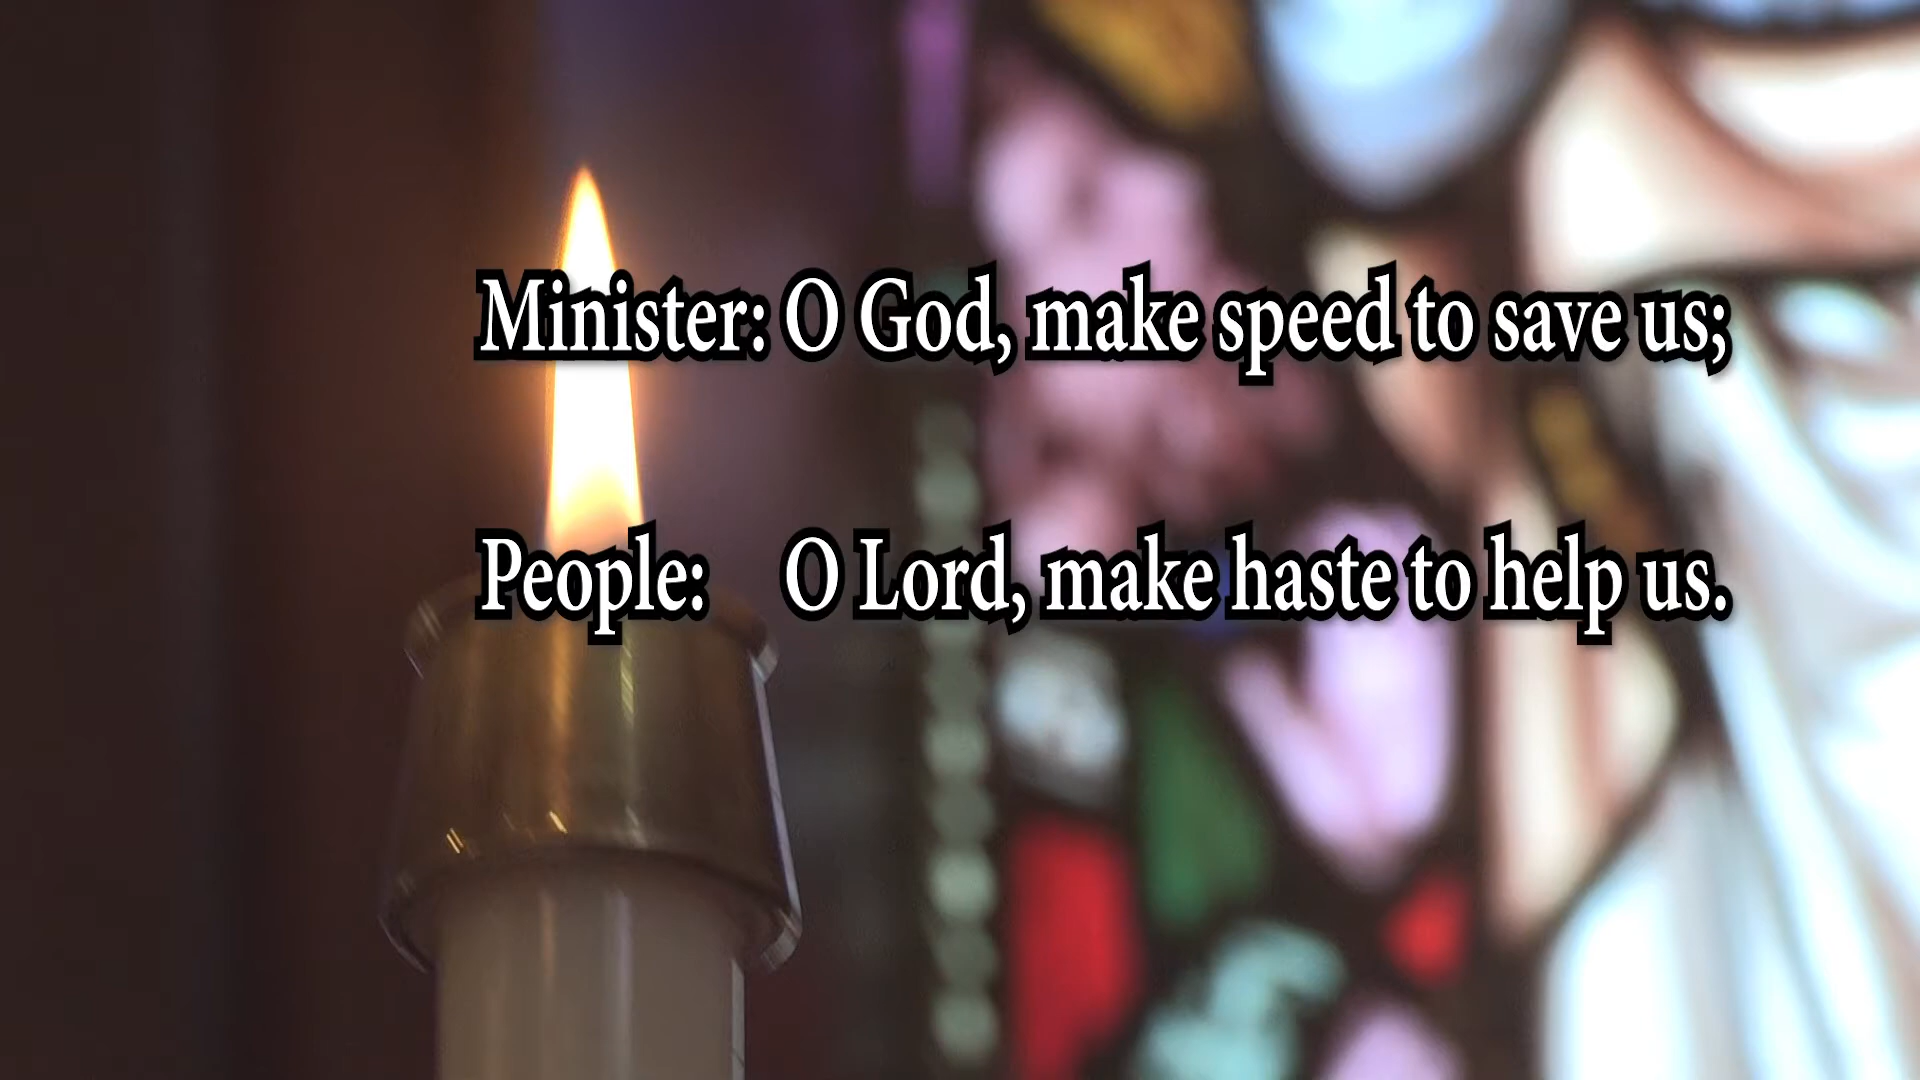 Minister: O God, make speed to save us;
People: O Lord, make haste to help us.